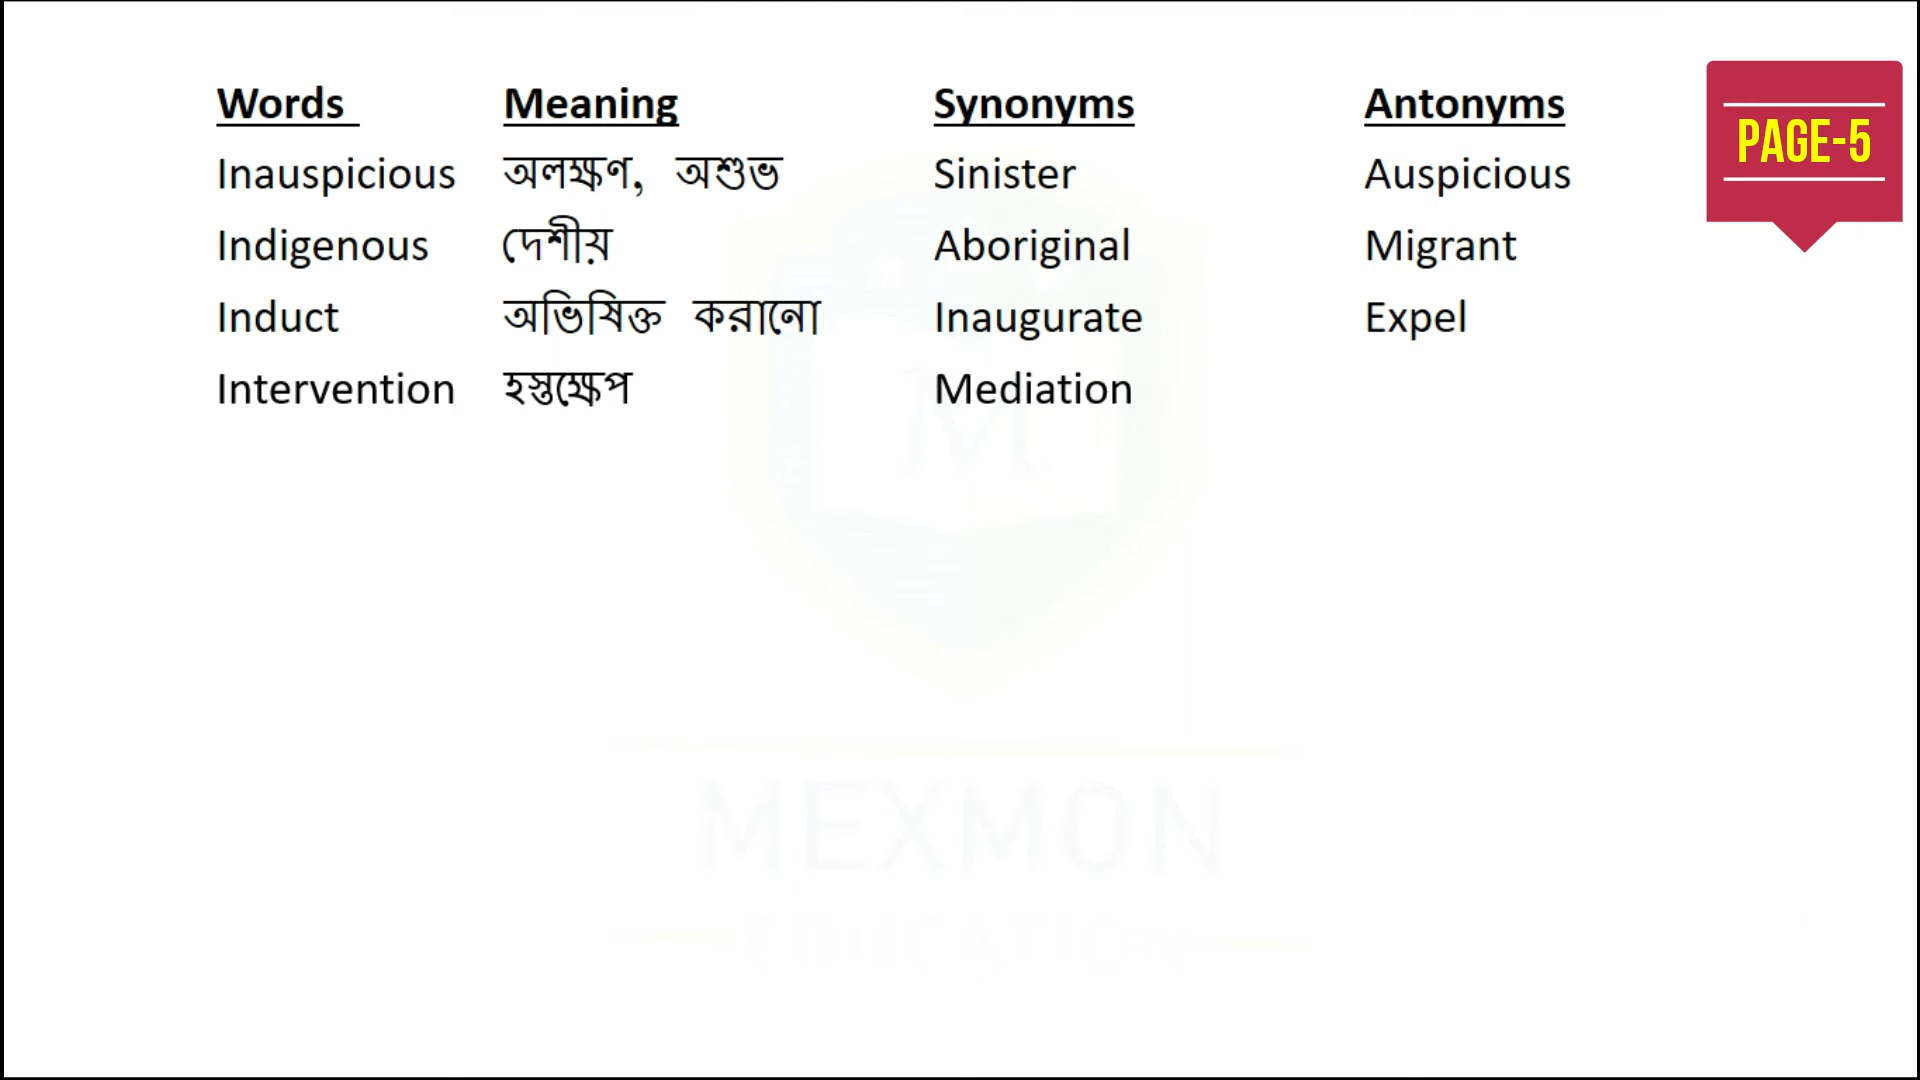 Words Meaning Synonyms Antonyms
PAGE-5
Inauspicious অলক্ষণ, অশুভ Sinister Auspicious
Indigenous দেশীয় Aboriginal Migrant
Induct অভিষিক্ত করানো Inaugurate Expel
Intervention হস্তক্ষেপ Mediation
M
MEXMON
EDUCATION